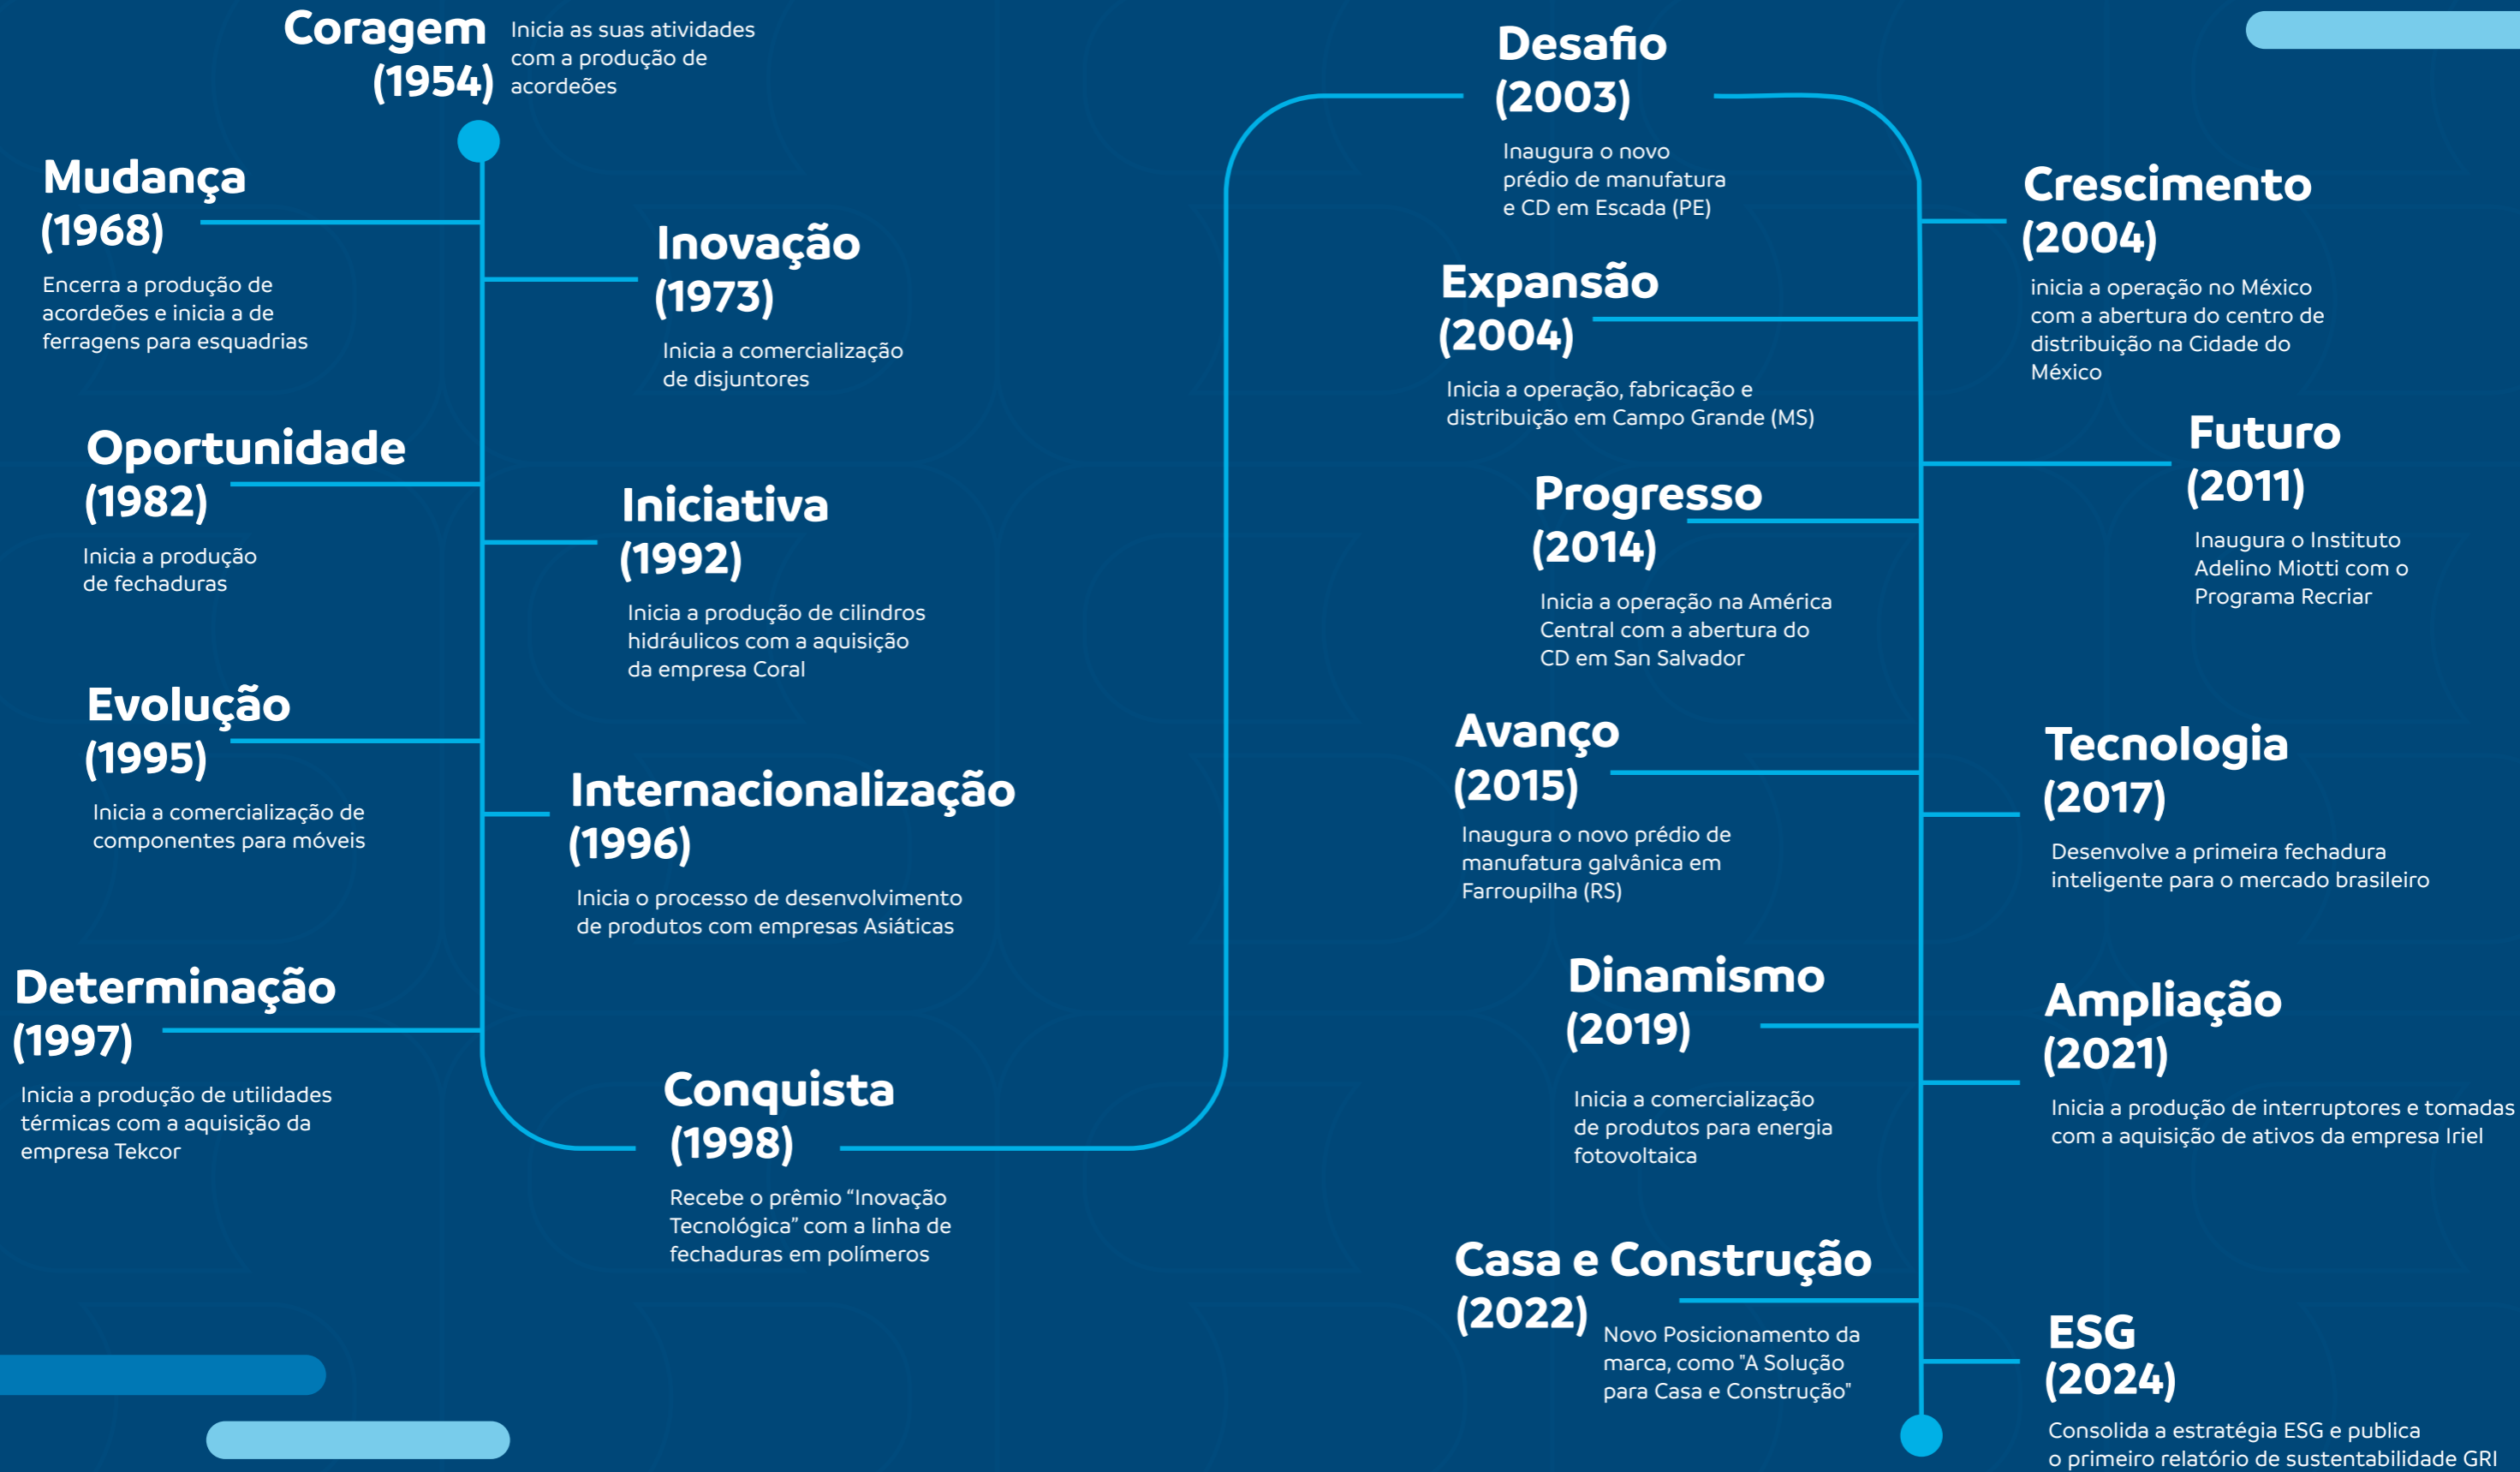 Coragem
(1954)
Inicia as suas atividades
com a produção de
acordeões
Mudança
(1968)
Encerra a produção de
acordeões e inicia a de
ferragens para esquadrias
Inovação
(1973)
Inicia a comercialização
de disjuntores
Oportunidade
(1982)
Inicia a produção
de fechaduras
Iniciativa
(1992)
Inicia a produção de cilindros
hidráulicos com a aquisição
da empresa Coral
Evolução
(1995)
Inicia a comercialização de
componentes para móveis
Internacionalização
(1996)
Inicia o processo de desenvolvimento
de produtos com empresas Asiáticas
Determinação
(1997)
Inicia a produção de utilidades
térmicas com a aquisição da
empresa Tekcor
Conquista
(1998)
Recebe o prêmio “Inovação
Tecnológica” com a linha de
fechaduras em polímeros
Desafio
(2003)
Inaugura o novo
prédio de manufatura
e CD em Escada (PE)
Crescimento
(2004)
inicia a operação no México
com a abertura do centro de
distribuição na Cidade do
México
Expansão
(2004)
Inicia a operação, fabricação e
distribuição em Campo Grande (MS)
Futuro
(2011)
Inaugura o Instituto
Adelino Miotti com o
Programa Recriar
Progresso
(2014)
Inicia a operação na América
Central com a abertura do
CD em San Salvador
Avanço
(2015)
Inaugura o novo prédio de
manufatura galvânica em
Farroupilha (RS)
Tecnologia
(2017)
Desenvolve a primeira fechadura
inteligente para o mercado brasileiro
Dinamismo
(2019)
Inicia a comercialização
de produtos para energia
fotovoltaica
Ampliação
(2021)
Inicia a produção de interruptores e tomadas
com a aquisição de ativos da empresa Iriel
Casa e Construção
(2022)
Novo Posicionamento da
marca, como "A Solução
para Casa e Construção"
ESG
(2024)
Consolida a estratégia ESG e publica
o primeiro relatório de sustentabilidade GRI